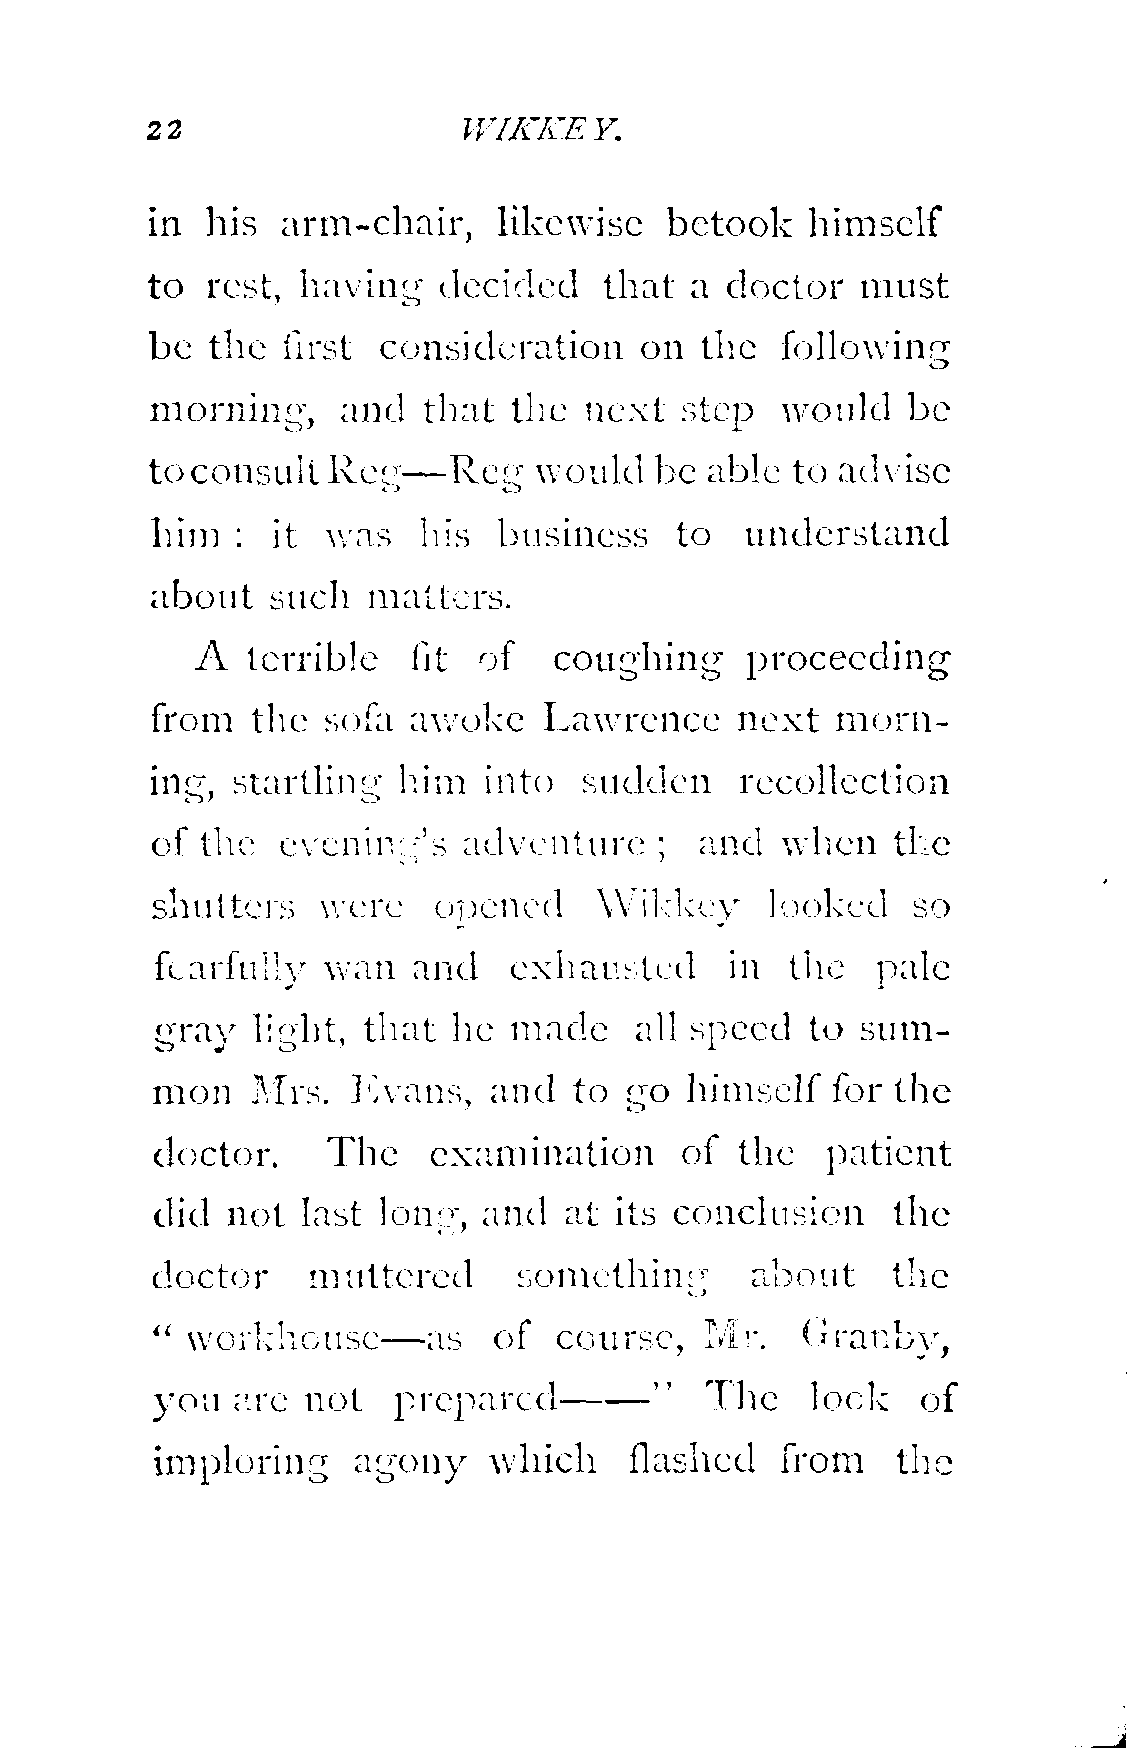 22 WIKKEY.
in his arm-chair, likewise betook himself
to rest, having decided that a doctor must
be the first consideration on the following
morning, and that the next step would be
to consult Reg—Reg would be able to advise
him : it was his business to understand
about such matters.
A terrible fit of coughing proceeding
from the sofa awoke Lawrence next morn-
ing, startling him into sudden recollection
of the evening's adventure ; and when the
shutters were opened Wikkey looked so
fearfully wan and exhausted in the pale
gray light, that he made all speed to sum-
mon Mrs. Evans, and to go himself for the
doctor. The examination of the patient
did not last long, and at its conclusion the
doctor muttered something about the
“ workhouse—as of course, Mr. Granby,
you are not prepared——” The look of
imploring agony which flashed from the